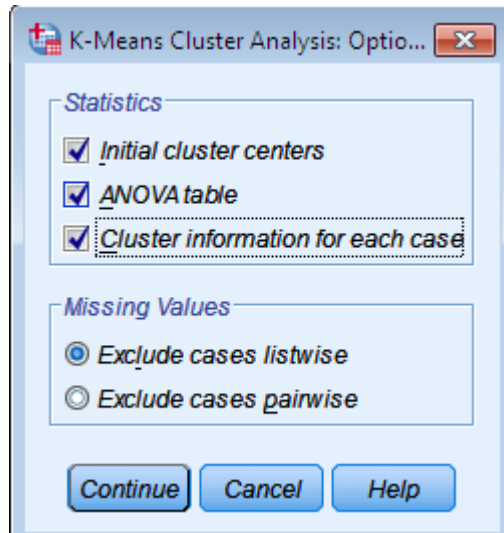 K-Means Cluster Analysis: Optio...
Statistics
Initial cluster centers
ANOVA table
Cluster information for each case
Missing Values
Exclude cases listwise
Exclude cases pairwise
Continue Cancel Help